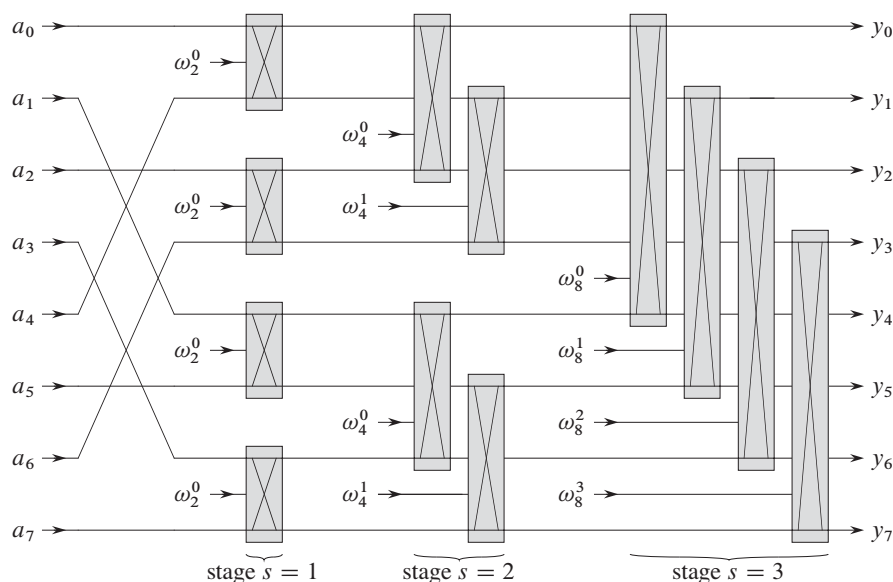 a₀ y₀
ω₂⁰
a₁ y₁
ω₄⁰
a₂ y₂
ω₂⁰ ω₄¹
a₃ y₃
ω₈⁰
a₄ y₄
ω₂⁰ ω₈¹
a₅ y₅
ω₄⁰ ω₈²
a₆ y₆
ω₂⁰ ω₄¹ ω₈³
a₇ y₇
stage s = 1 stage s = 2 stage s = 3